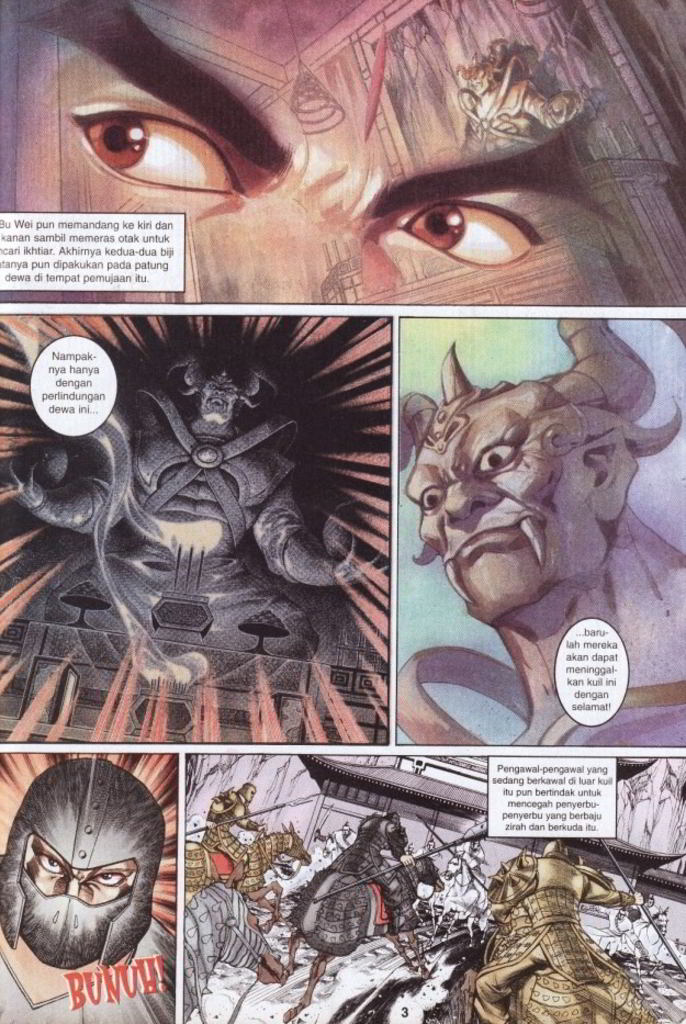 Bu Wei pun memandang ke kiri dan
kanan sambil memeras otak untuk
ncari ikhtiar. Akhirnya kedua-dua biji
atanya pun dipakukan pada patung
dewa di tempat pemujaan itu.
Nampak-
nya hanya
dengan
perlindungan
dewa ini...
...baru-
lah mereka
akan dapat
meninggal-
kan kuil ini
dengan
selamat!
BUNUH!
Pengawal-pengawal yang
sedang berkawal di luar kuil
itu pun bertindak untuk
mencegah penyerbu-
penyerbu yang berbaju
zirah dan berkuda itu.
3